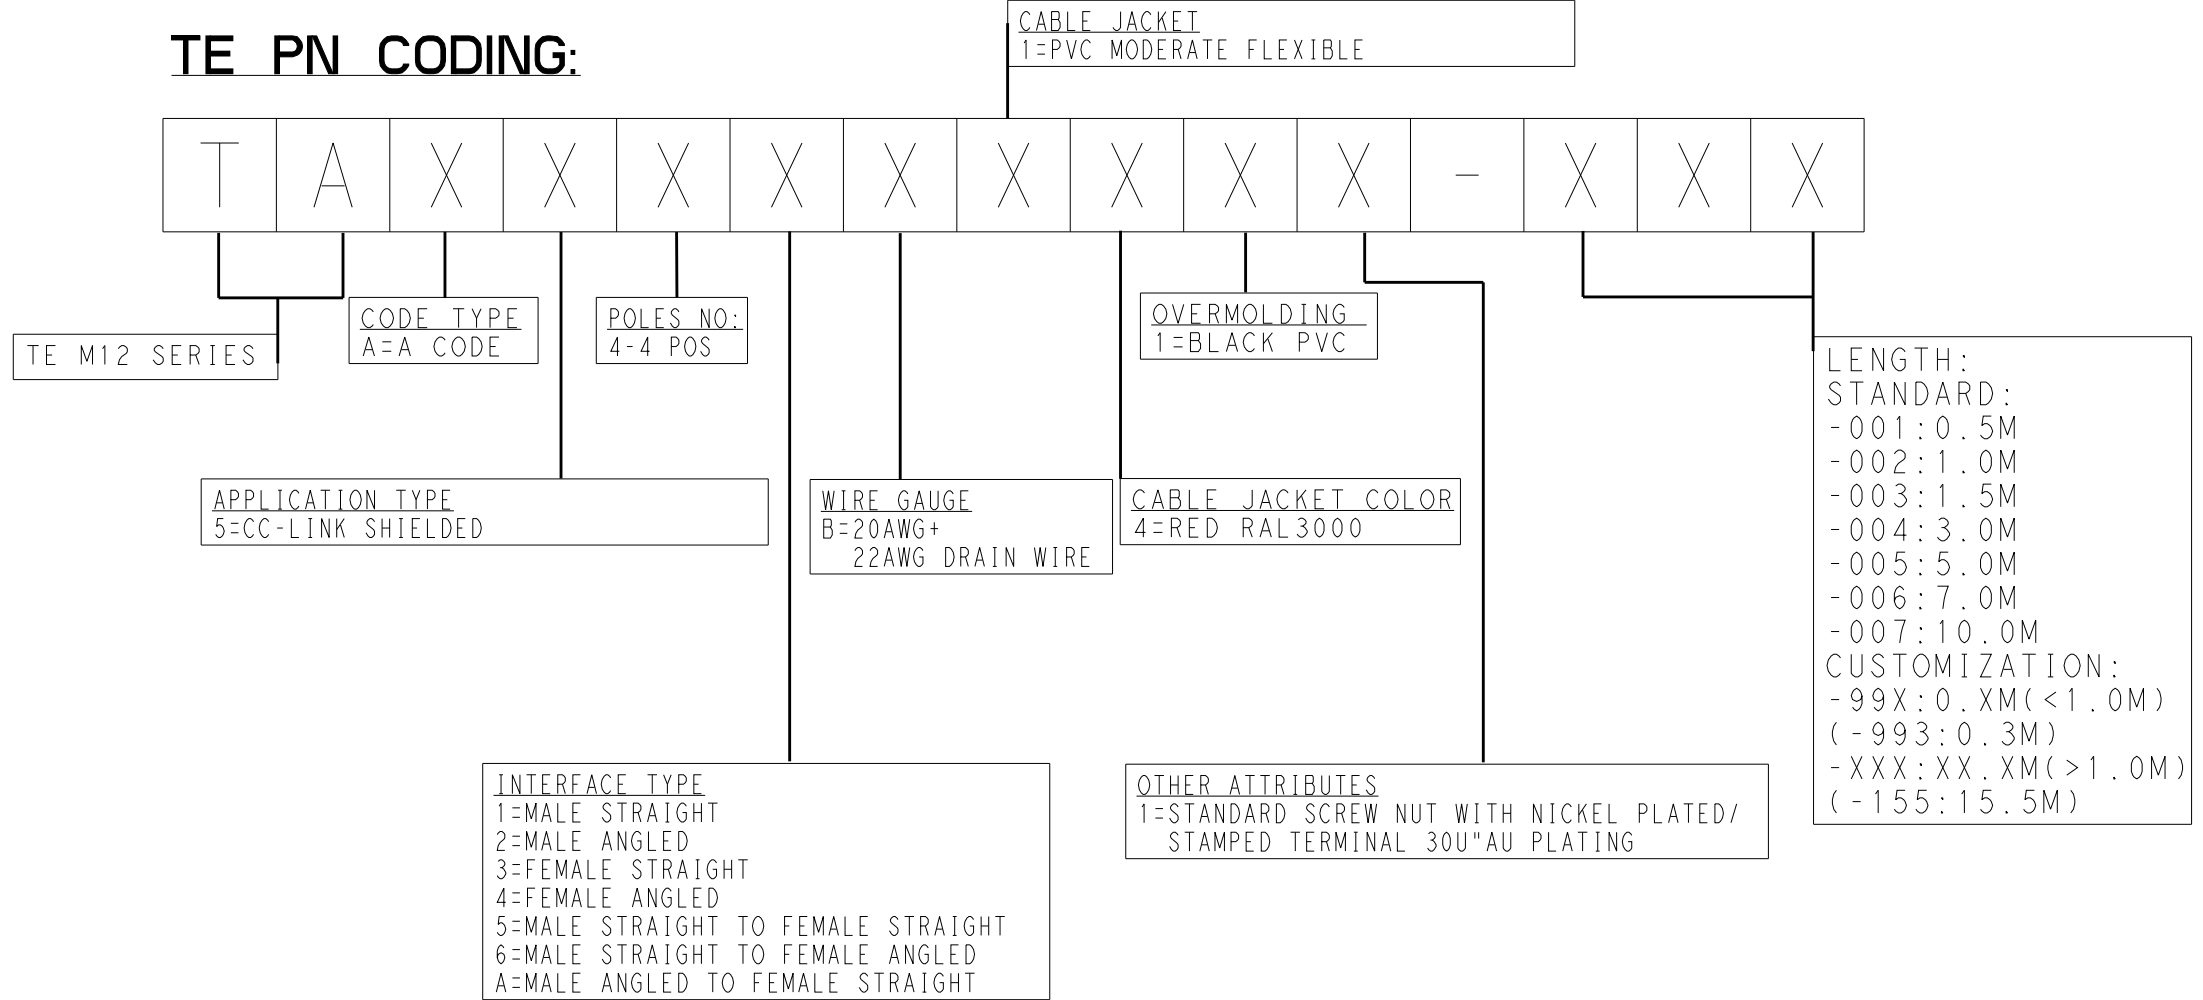 TE PN CODING:
CABLE JACKET
1=PVC MODERATE FLEXIBLE
T A X X X X X X X X X - X X X
TE M12 SERIES
CODE TYPE
A=A CODE
POLES NO:
4-4 POS
OVERMOLDING
1=BLACK PVC
APPLICATION TYPE
5=CC-LINK SHIELDED
WIRE GAUGE
B=20AWG+
22AWG DRAIN WIRE
CABLE JACKET COLOR
4=RED RAL3000
LENGTH:
STANDARD:
-001:0.5M
-002:1.0M
-003:1.5M
-004:3.0M
-005:5.0M
-006:7.0M
-007:10.0M
CUSTOMIZATION:
-99X:0.XM(<1.0M)
(-993:0.3M)
-XXX:XX.XM(>1.0M)
(-155:15.5M)
INTERFACE TYPE
1=MALE STRAIGHT
2=MALE ANGLED
3=FEMALE STRAIGHT
4=FEMALE ANGLED
5=MALE STRAIGHT TO FEMALE STRAIGHT
6=MALE STRAIGHT TO FEMALE ANGLED
A=MALE ANGLED TO FEMALE STRAIGHT
OTHER ATTRIBUTES
1=STANDARD SCREW NUT WITH NICKEL PLATED/
STAMPED TERMINAL 30U"AU PLATING